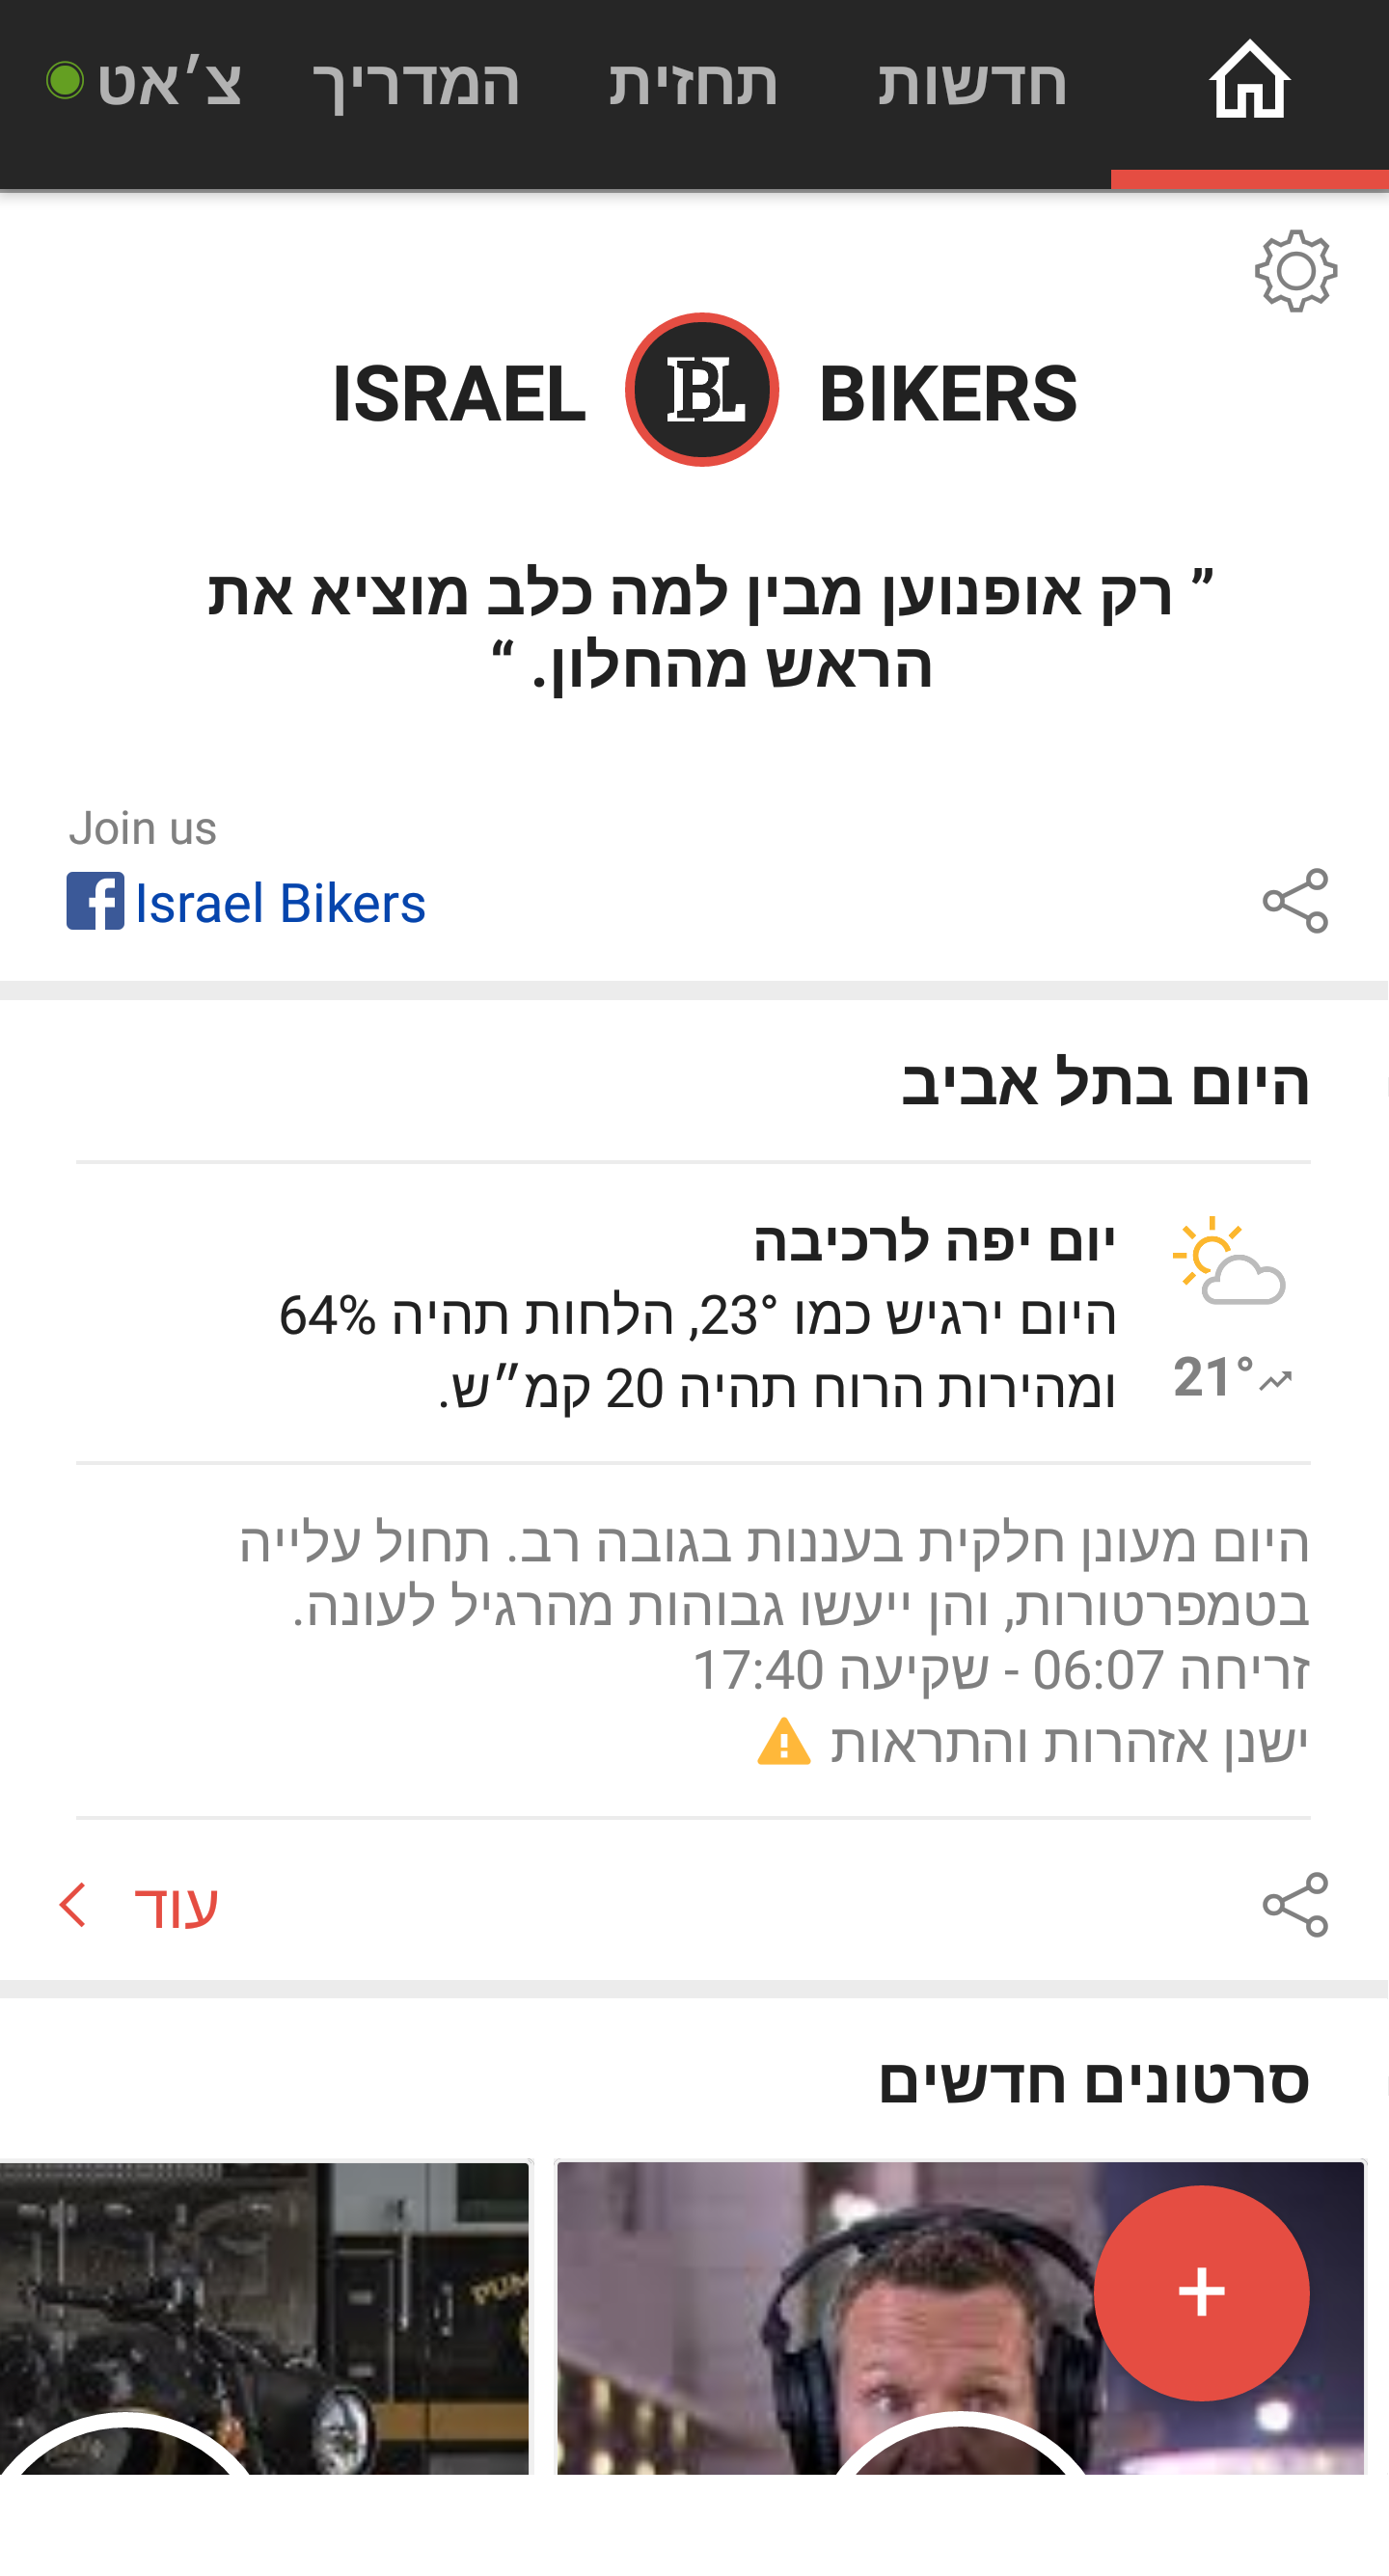 חדשות
תחזית
המדריך
צ׳אט
ISRAEL BL BIKERS
” רק אופנוען מבין למה כלב מוציא את
הראש מהחלון. “
Join us
Israel Bikers
היום בתל אביב
יום יפה לרכיבה
היום ירגיש כמו 23°, הלחות תהיה 64%
ומהירות הרוח תהיה 20 קמ״ש.
21°
היום מעונן חלקית בעננות בגובה רב. תחול עלייה
בטמפרטורות, והן ייעשו גבוהות מהרגיל לעונה.
זריחה 06:07 - שקיעה 17:40
ישנן אזהרות והתראות
עוד
סרטונים חדשים
PUM